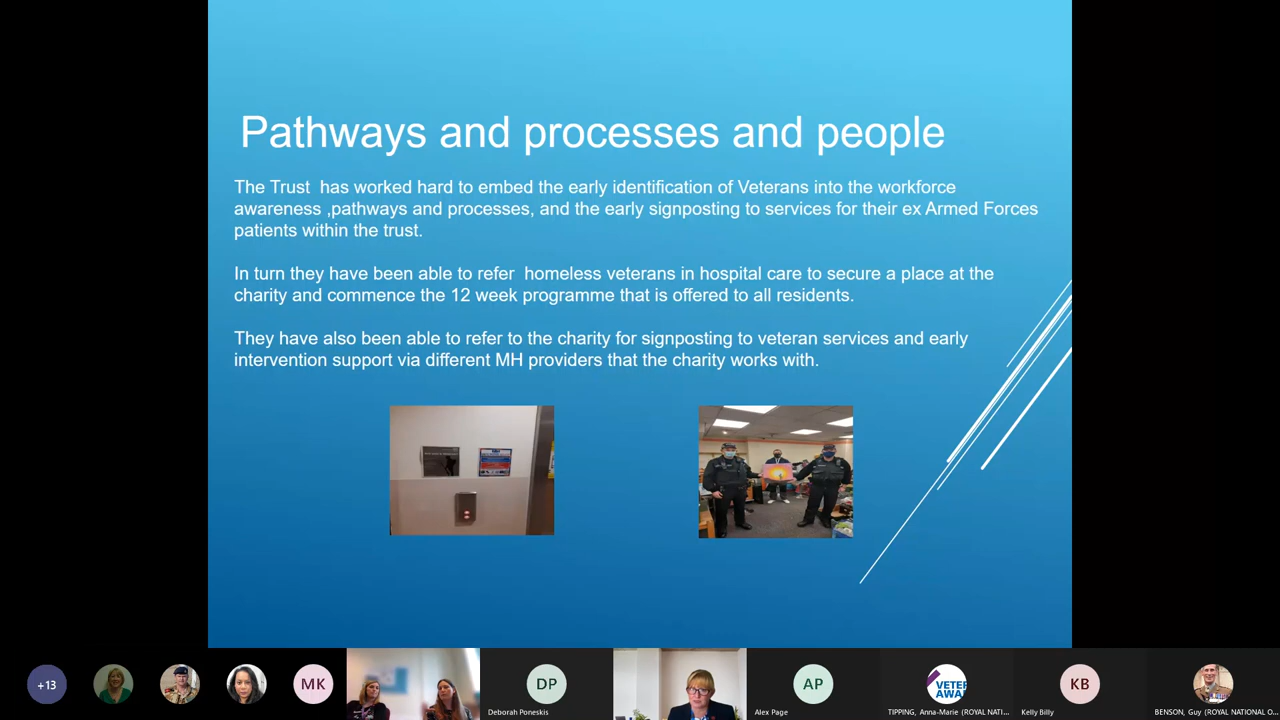 Pathways and processes and people
The Trust  has worked hard to embed the early identification of Veterans into the workforce
awareness ,pathways and processes, and the early signposting to services for their ex Armed Forces
patients within the trust.
In turn they have been able to refer  homeless veterans in hospital care to secure a place at the
charity and commence the 12 week programme that is offered to all residents.
They have also been able to refer to the charity for signposting to veteran services and early
intervention support via different MH providers that the charity works with.
+13
MK
DP
Deborah Poneskis
AP
Alex Page
VETER
AWA
TIPPING, Anna-Marie (ROYAL NATI...
KB
Kelly Billy
BENSON, Guy (ROYAL NATIONAL O...